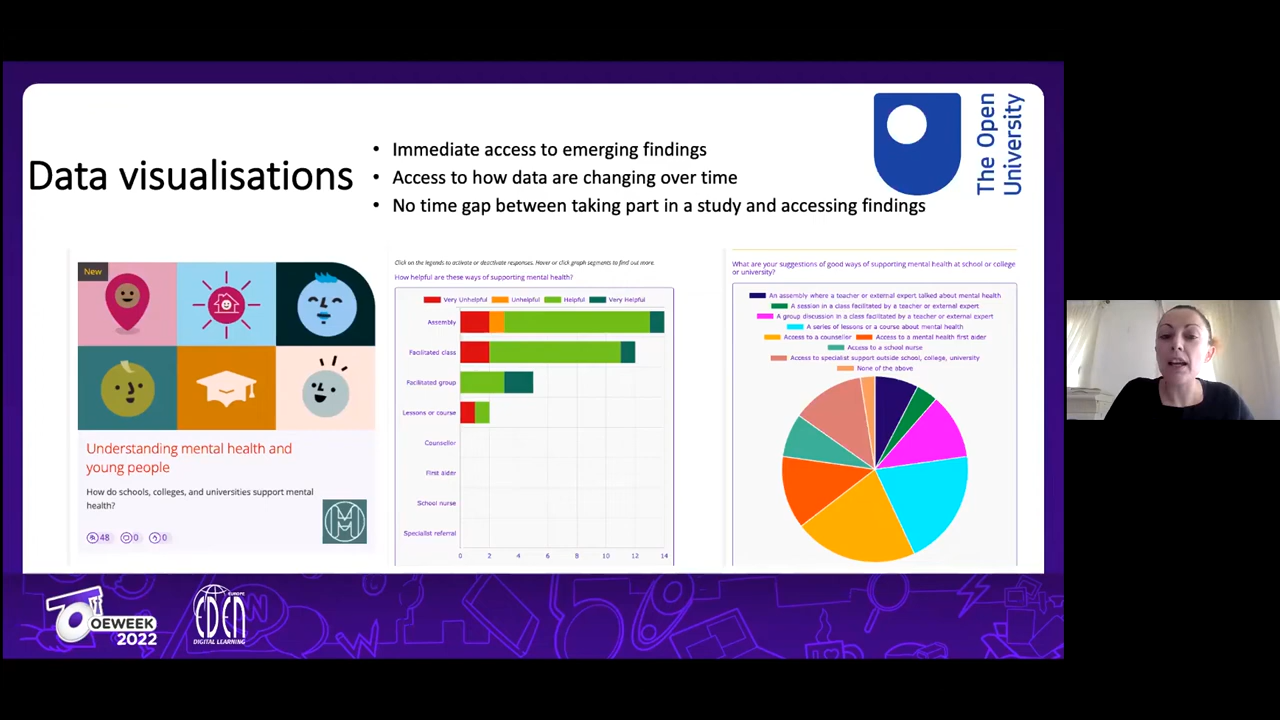 Data visualisations
• Immediate access to emerging findings
• Access to how data are changing over time
• No time gap between taking part in a study and accessing findings
The Open
University
New
Understanding mental health and
young people
How do schools, colleges, and universities support mental
health?
48 0 0
Click on the legends to activate or deactivate responses. Hover or click graph segments to find out more.
How helpful are these ways of supporting mental health?
Very Unhelpful Unhelpful Helpful Very Helpful
Assembly
Facilitated class
Facilitated group
Lessons or course
Counsellor
First aider
School nurse
Specialist referral
0 2 4 6 8 10 12 14
What are your suggestions of good ways of supporting mental health at school or college
or university?
An assembly where a teacher or external expert talked about mental health
A session in a class facilitated by a teacher or external expert
A group discussion in a class facilitated by a teacher or external expert
A series of lessons or a course about mental health
Access to a counsellor Access to a mental health first aider
Access to a school nurse
Access to specialist support outside school, college, university
None of the above
OEWEEK
2022
EUROPE
EDEN
DIGITAL LEARNING